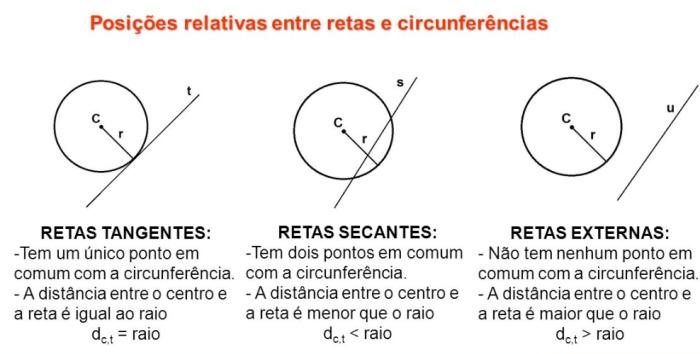 Posições relativas entre retas e circunferências
C
r
t
C
r
s
C
r
u
RETAS TANGENTES:
-Tem um único ponto em
comum com a circunferência.
- A distância entre o centro e
a reta é igual ao raio
dc,t = raio
RETAS SECANTES:
-Tem dois pontos em comum
com a circunferência.
- A distância entre o centro e
a reta é menor que o raio
dc,t < raio
RETAS EXTERNAS:
- Não tem nenhum ponto em
comum com a circunferência.
- A distância entre o centro e
a reta é maior que o raio
dc,t > raio